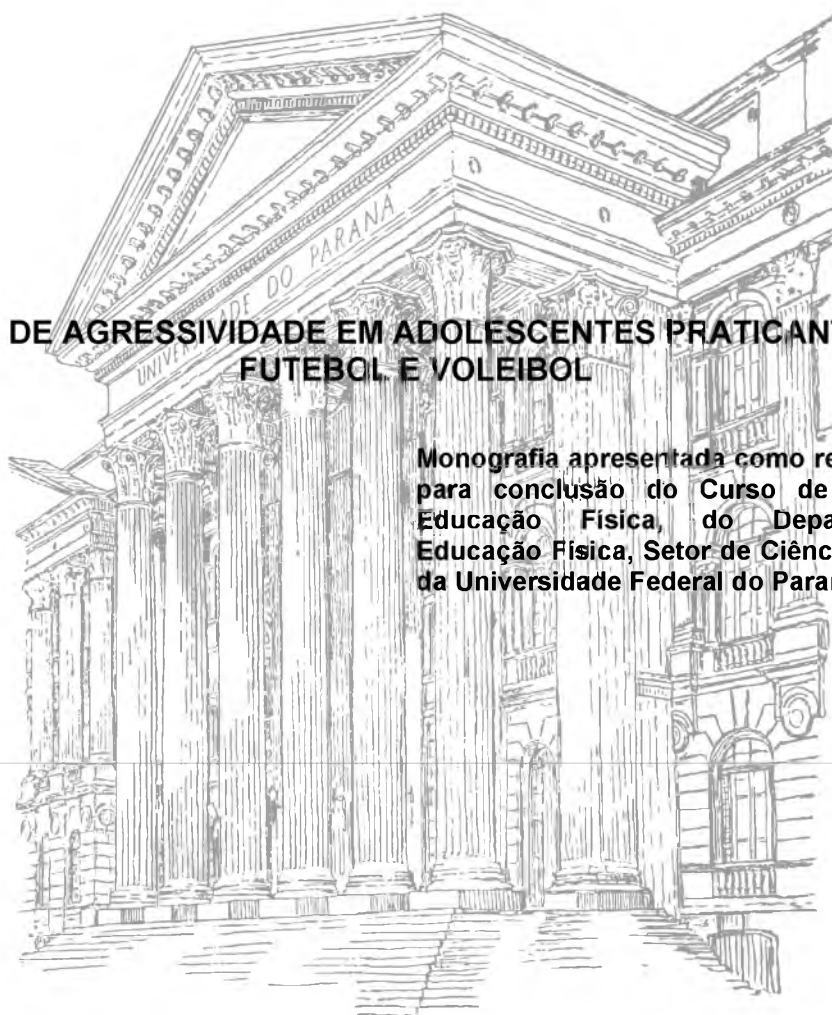 UNIVERSIDADE DO PARANÁ
DE AGRESSIVIDADE EM ADOLESCENTES PRATICANT
FUTEBOL E VOLEIBOL
Monografia apresentada como re
para conclusão do Curso de
Educação Física, do Depa
Educação Física, Setor de Ciênc
da Universidade Federal do Paran